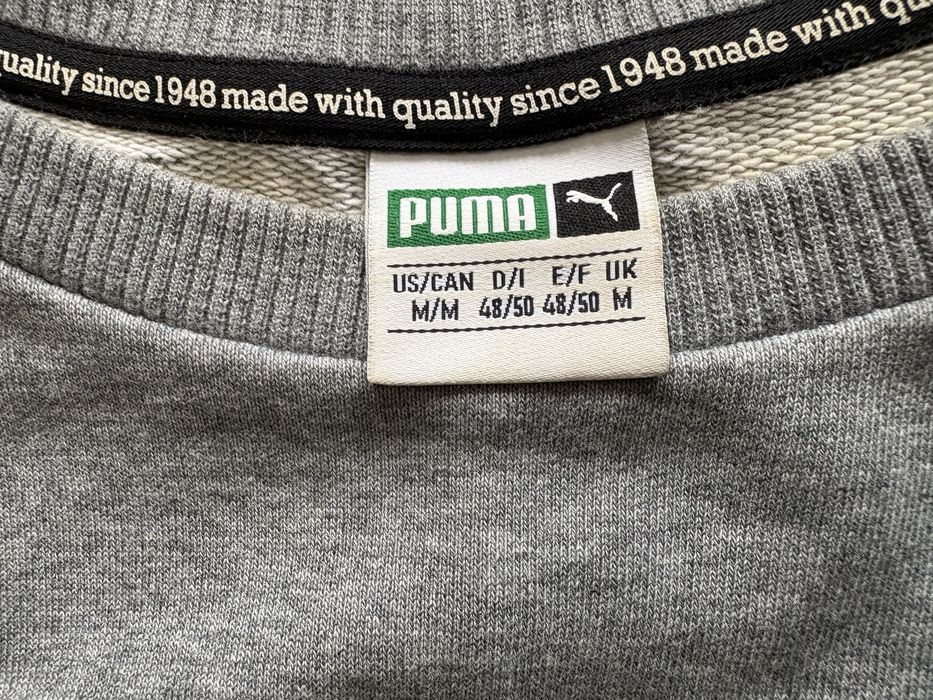 quality since 1948 made with quality since 1948 made with
PUMA
US/CAN D/I E/F UK
M/M 48/50 48/50 M